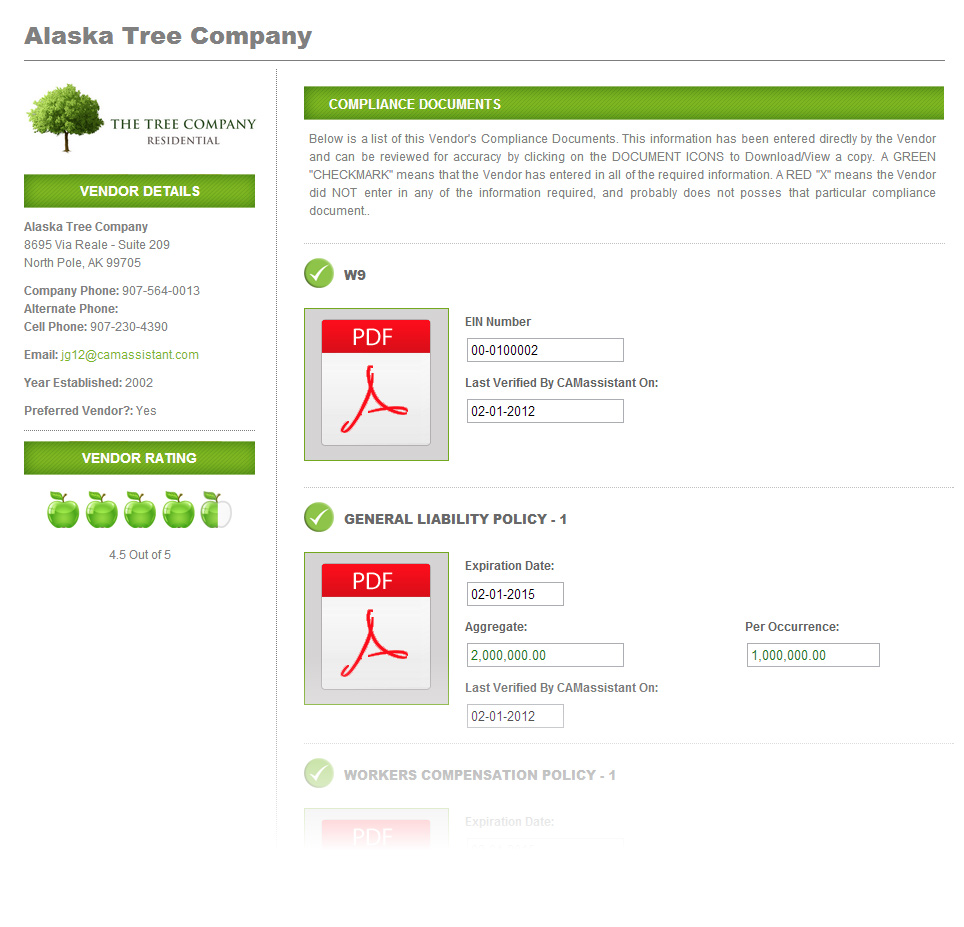 Alaska Tree Company
THE TREE COMPANY
RESIDENTIAL
VENDOR DETAILS
Alaska Tree Company
8695 Via Reale - Suite 209
North Pole, AK 99705
Company Phone: 907-564-0013
Alternate Phone:
Cell Phone: 907-230-4390
Email: jg12@camassistant.com
Year Established: 2002
Preferred Vendor?: Yes
VENDOR RATING
4.5 Out of 5
COMPLIANCE DOCUMENTS
Below is a list of this Vendor's Compliance Documents. This information has been entered directly by the Vendor
and can be reviewed for accuracy by clicking on the DOCUMENT ICONS to Download/View a copy. A GREEN
"CHECKMARK" means that the Vendor has entered in all of the required information. A RED "X" means the Vendor
did NOT enter in any of the information required, and probably does not posses that particular compliance
document..
W9
PDF
EIN Number
00-0100002
Last Verified By CAMassistant On:
02-01-2012
GENERAL LIABILITY POLICY - 1
PDF
Expiration Date:
02-01-2015
Aggregate:
2,000,000.00
Per Occurrence:
1,000,000.00
Last Verified By CAMassistant On:
02-01-2012
WORKERS COMPENSATION POLICY - 1
PDF
Expiration Date: